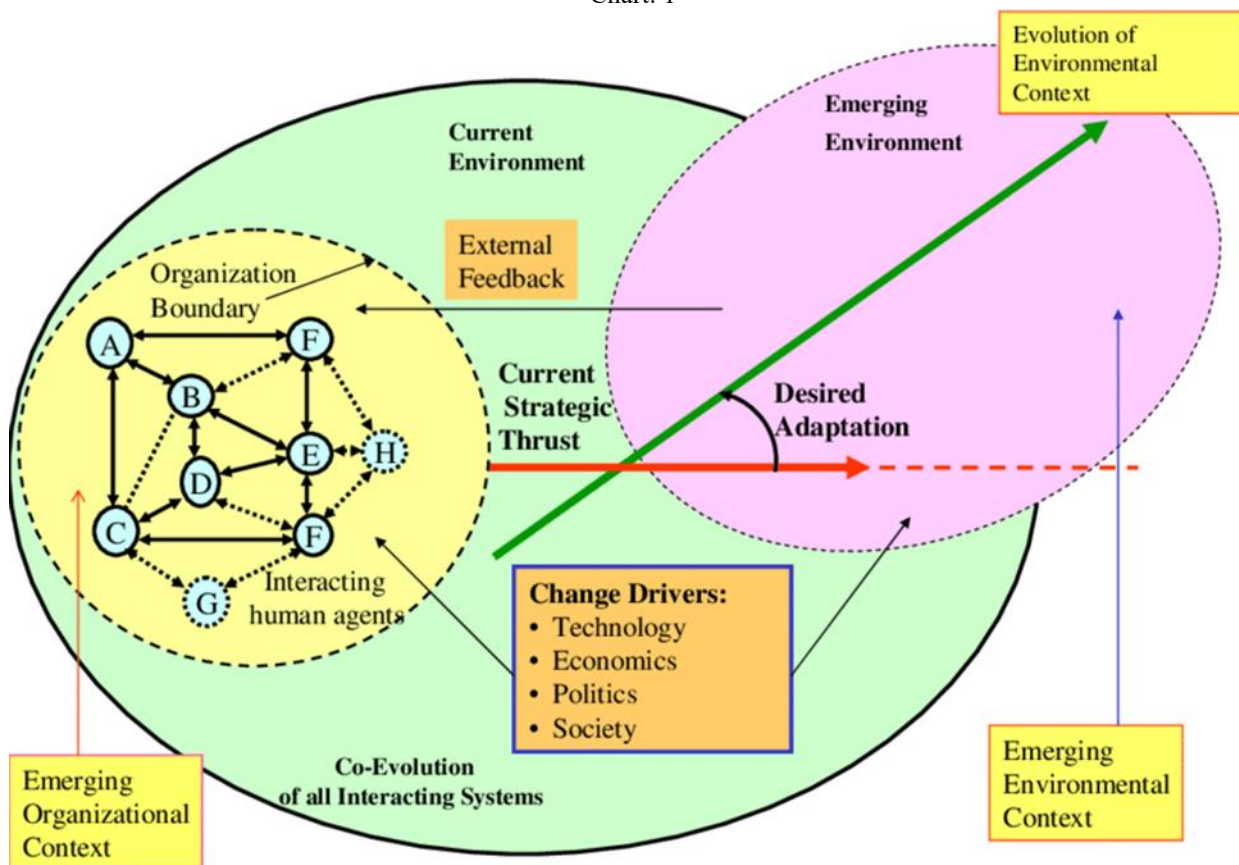 Chart. 1
Evolution of
Environmental
Context
Emerging
Environment
Current
Environment
External
Feedback
Organization
Boundary
A
F
B
E
H
D
C
F
G
Interacting
human agents
Current
Strategic
Thrust
Desired
Adaptation
Change Drivers:
• Technology
• Economics
• Politics
• Society
Co-Evolution
of all Interacting Systems
Emerging
Organizational
Context
Emerging
Environmental
Context